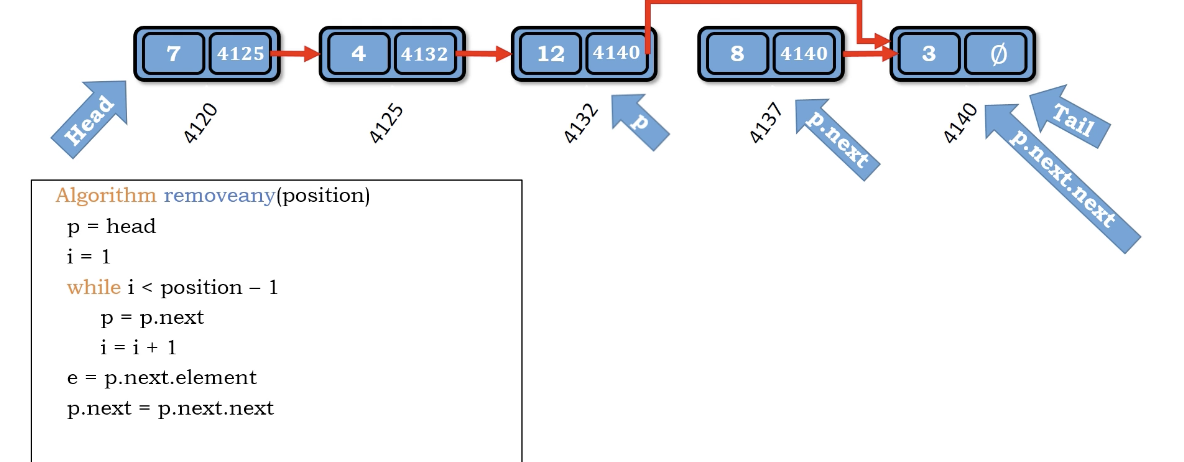 7 4125 4 4132 12 4140 8 4140 3 ∅
Head 4120 4125 4132 p 4137 p.next 4140 Tail
p.next.next
Algorithm removeany(position)
p = head
i = 1
while i < position – 1
p = p.next
i = i + 1
e = p.next.element
p.next = p.next.next